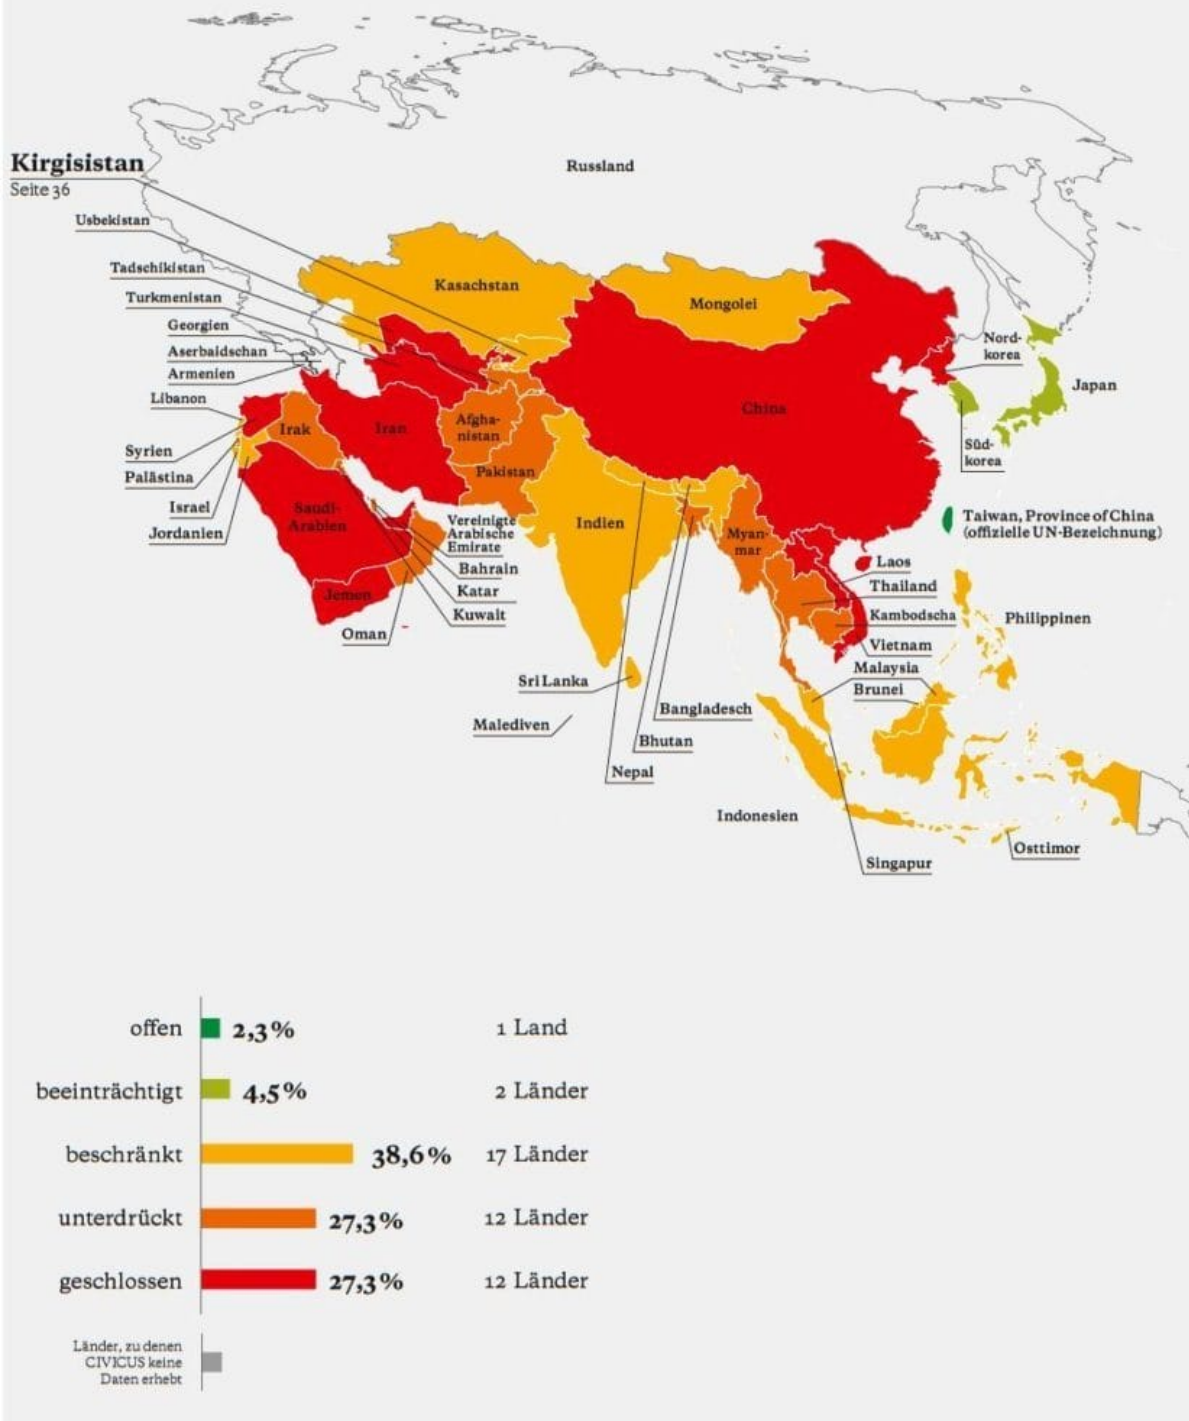 Kirgisistan
Seite 36
Russland
Usbekistan
Tadschikistan
Turkmenistan
Georgien
Aserbaidschan
Armenien
Libanon
Syrien
Palästina
Israel
Jordanien
Kasachstan
Mongolei
Nord-
korea
Japan
China
Süd-
korea
Irak
Iran
Afgha-
nistan
Pakistan
Saudi-
Arabien
Jemen
Oman
Vereinigte
Arabische
Emirate
Bahrain
Katar
Kuwait
Indien
Myan-
mar
Taiwan, Province of China
(offizielle UN-Bezeichnung)
Laos
Thailand
Kambodscha
Vietnam
Philippinen
Malaysia
Brunei
Sri Lanka
Malediven
Bangladesch
Bhutan
Nepal
Indonesien
Singapur
Osttimor
offen 2,3% 1 Land
beeinträchtigt 4,5% 2 Länder
beschränkt 38,6% 17 Länder
unterdrückt 27,3% 12 Länder
geschlossen 27,3% 12 Länder
Länder, zu denen
CIVICUS keine
Daten erhebt